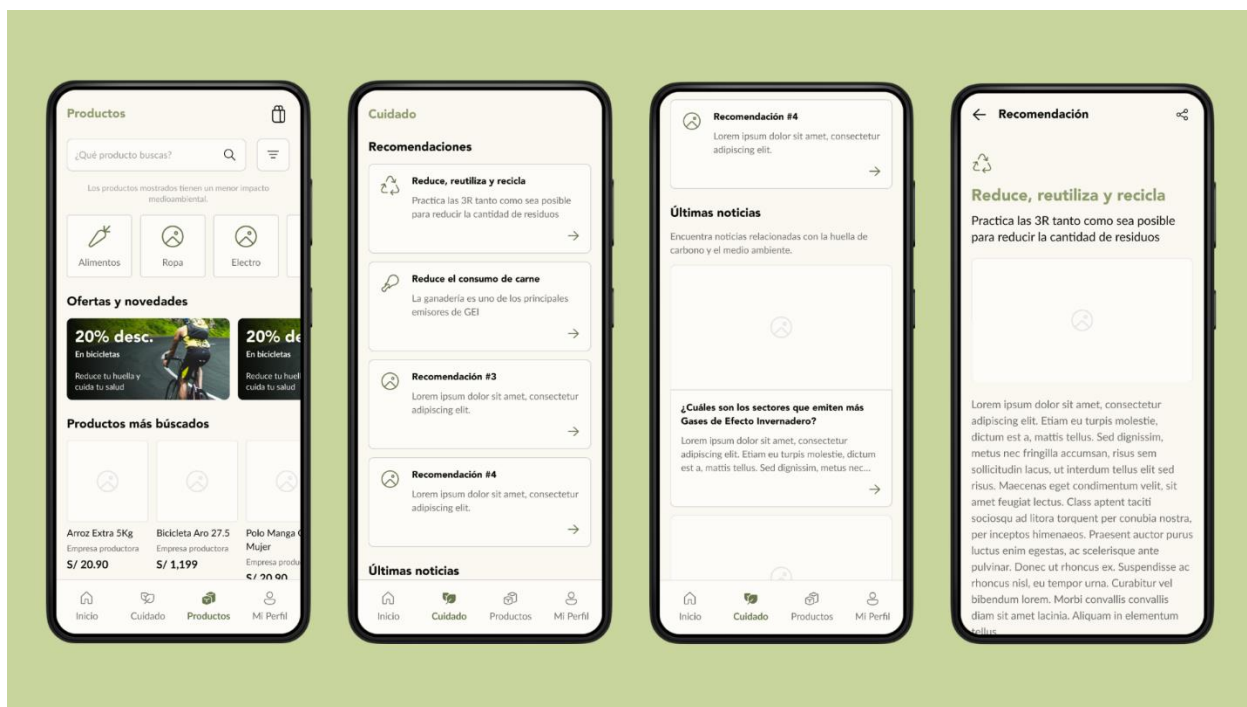 Productos
¿Qué producto buscas?
Los productos mostrados tienen un menor impacto
medioambiental.
Alimentos
Ropa
Electro
Ofertas y novedades
20% desc.
En bicicletas
Reduce tu huella y
cuida tu salud
20% de
En bicicletas
Reduce tu huel
cuida tu salud
Productos más búscados
Arroz Extra 5Kg
Empresa productora
S/ 20.90
Bicicleta Aro 27.5
Empresa productora
S/ 1,199
Polo Manga
Mujer
Empresa produ
S/ 20.90
Inicio
Cuidado
Productos
Mi Perfil
Cuidado
Recomendaciones
Reduce, reutiliza y recicla
Practica las 3R tanto como sea posible
para reducir la cantidad de residuos
Reduce el consumo de carne
La ganadería es uno de los principales
emisores de GEI
Recomendación #3
Lorem ipsum dolor sit amet, consectetur
adipiscing elit.
Recomendación #4
Lorem ipsum dolor sit amet, consectetur
adipiscing elit.
Últimas noticias
Inicio
Cuidado
Productos
Mi Perfil
Recomendación #4
Lorem ipsum dolor sit amet, consectetur
adipiscing elit.
Últimas noticias
Encuentra noticias relacionadas con la huella de
carbono y el medio ambiente.
¿Cuáles son los sectores que emiten más
Gases de Efecto Invernadero?
Lorem ipsum dolor sit amet, consectetur
adipiscing elit. Etiam eu turpis molestie, dictum
est a, mattis tellus. Sed dignissim, metus nec...
Inicio
Cuidado
Productos
Mi Perfil
Recomendación
Reduce, reutiliza y recicla
Practica las 3R tanto como sea posible
para reducir la cantidad de residuos
Lorem ipsum dolor sit amet, consectetur
adipiscing elit. Etiam eu turpis molestie,
dictum est a, mattis tellus. Sed dignissim,
metus nec fringilla accumsan, risus sem
sollicitudin lacus, ut interdum tellus elit sed
risus. Maecenas eget condimentum velit, sit
amet feugiat lectus. Class aptent taciti
sociosqu ad litora torquent per conubia nostra,
per inceptos himenaeos. Praesent auctor purus
luctus enim egestas, ac scelerisque ante
pulvinar. Donec ut rhoncus ex. Suspendisse ac
rhoncus nisl, eu tempor urna. Curabitur vel
bibendum lorem. Morbi convallis convallis
diam sit amet lacinia. Aliquam in elementum
tellus